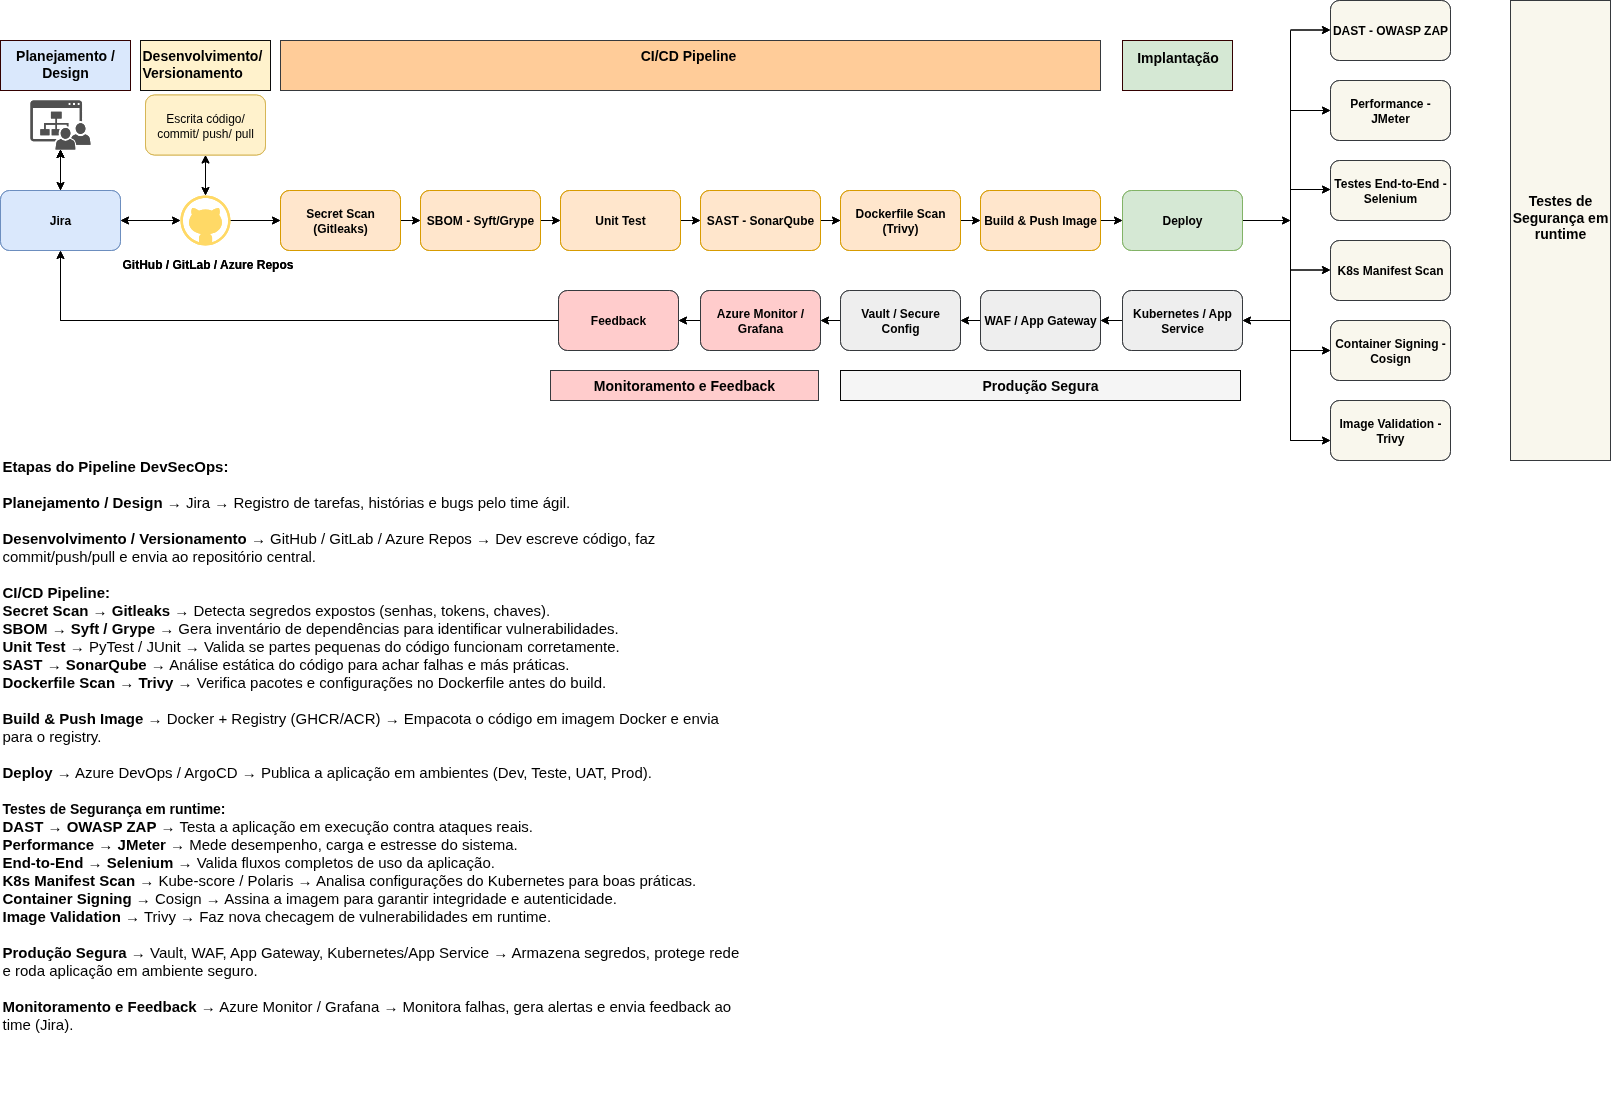 Planejamento /
Design
Desenvolvimento/
Versionamento
CI/CD Pipeline
Implantação
Escrita código/
commit/ push/ pull
Jira
GitHub / GitLab / Azure Repos
Secret Scan
(Gitleaks)
SBOM - Syft/Grype
Unit Test
SAST - SonarQube
Dockerfile Scan
(Trivy)
Build & Push Image
Deploy
DAST - OWASP ZAP
Performance -
JMeter
Testes End-to-End -
Selenium
K8s Manifest Scan
Container Signing -
Cosign
Image Validation -
Trivy
Testes de
Segurança em
runtime
Feedback
Azure Monitor /
Grafana
Vault / Secure
Config
WAF / App Gateway
Kubernetes / App
Service
Monitoramento e Feedback
Produção Segura
Etapas do Pipeline DevSecOps:
Planejamento / Design → Jira → Registro de tarefas, histórias e bugs pelo time ágil.
Desenvolvimento / Versionamento → GitHub / GitLab / Azure Repos → Dev escreve código, faz
commit/push/pull e envia ao repositório central.
CI/CD Pipeline:
Secret Scan → Gitleaks → Detecta segredos expostos (senhas, tokens, chaves).
SBOM → Syft / Grype → Gera inventário de dependências para identificar vulnerabilidades.
Unit Test → PyTest / JUnit → Valida se partes pequenas do código funcionam corretamente.
SAST → SonarQube → Análise estática do código para achar falhas e más práticas.
Dockerfile Scan → Trivy → Verifica pacotes e configurações no Dockerfile antes do build.
Build & Push Image → Docker + Registry (GHCR/ACR) → Empacota o código em imagem Docker e envia
para o registry.
Deploy → Azure DevOps / ArgoCD → Publica a aplicação em ambientes (Dev, Teste, UAT, Prod).
Testes de Segurança em runtime:
DAST → OWASP ZAP → Testa a aplicação em execução contra ataques reais.
Performance → JMeter → Mede desempenho, carga e estresse do sistema.
End-to-End → Selenium → Valida fluxos completos de uso da aplicação.
K8s Manifest Scan → Kube-score / Polaris → Analisa configurações do Kubernetes para boas práticas.
Container Signing → Cosign → Assina a imagem para garantir integridade e autenticidade.
Image Validation → Trivy → Faz nova checagem de vulnerabilidades em runtime.
Produção Segura → Vault, WAF, App Gateway, Kubernetes/App Service → Armazena segredos, protege rede
e roda aplicação em ambiente seguro.
Monitoramento e Feedback → Azure Monitor / Grafana → Monitora falhas, gera alertas e envia feedback ao
time (Jira).